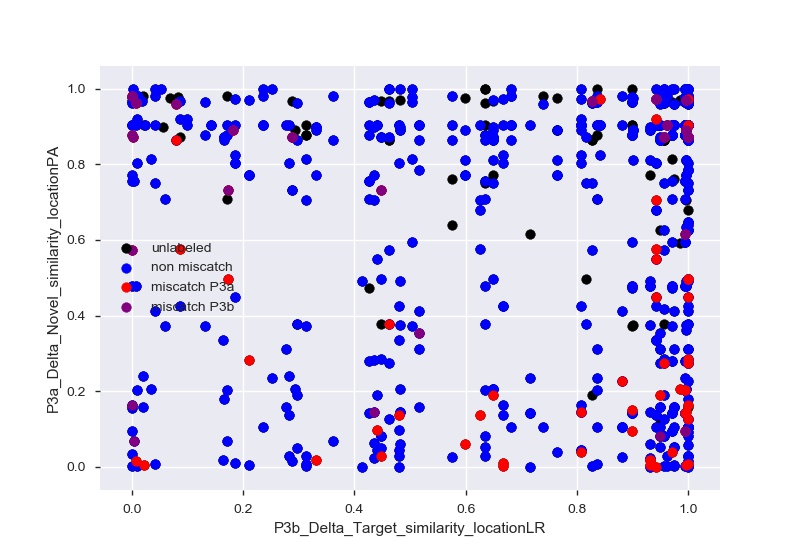 1.0
0.8
0.6
0.4
0.2
0.0
P3a_Delta_Novel_similarity_locationPA
unlabeled
non miscatch
miscatch P3a
miscatch P3b
0.0 0.2 0.4 0.6 0.8 1.0
P3b_Delta_Target_similarity_locationLR